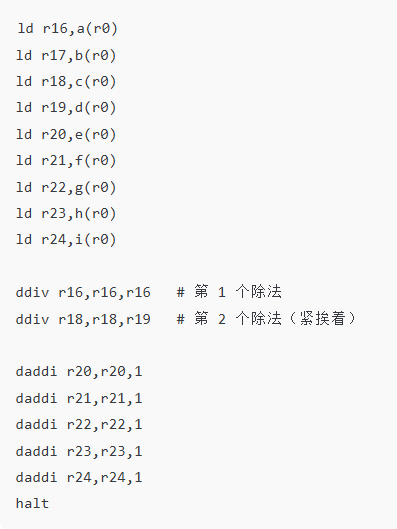 ld r16,a(r0)
ld r17,b(r0)
ld r18,c(r0)
ld r19,d(r0)
ld r20,e(r0)
ld r21,f(r0)
ld r22,g(r0)
ld r23,h(r0)
ld r24,i(r0)
ddiv r16,r16,r16   # 第 1 个除法
ddiv r18,r18,r19   # 第 2 个除法（紧挨着）
daddi r20,r20,1
daddi r21,r21,1
daddi r22,r22,1
daddi r23,r23,1
daddi r24,r24,1
halt